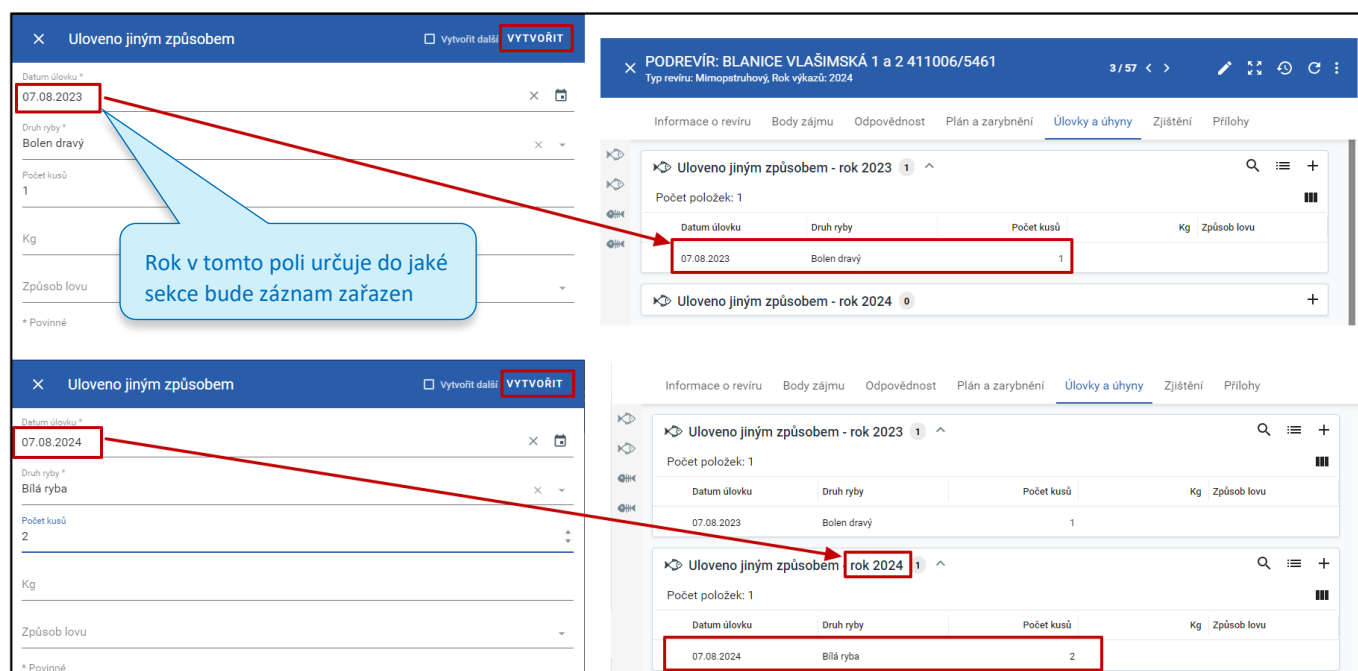 Uloveno jiným způsobem
Vytvořit další VYTVOŘIT
Datum úlovku *
07.08.2023
Druh ryby *
Bolen dravý
Počet kusů
1
Kg
Způsob lovu
* Povinné
Rok v tomto poli určuje do jaké
sekce bude záznam zařazen
PODREVÍR: BLANICE VLAŠIMSKÁ 1 a 2 411006/5461
Typ revíru: Mimopstruhový, Rok výkazů: 2024
3 / 57 < >
Informace o revíru Body zájmu Odpovědnost Plán a zarybnění Úlovky a úhyny Zjištění Přílohy
Uloveno jiným způsobem - rok 2023 1
Počet položek: 1
Datum úlovku Druh ryby Počet kusů Kg Způsob lovu
07.08.2023 Bolen dravý 1
Uloveno jiným způsobem - rok 2024 0
Uloveno jiným způsobem
Vytvořit další VYTVOŘIT
Datum úlovku *
07.08.2024
Druh ryby *
Bílá ryba
Počet kusů
2
Kg
Způsob lovu
* Povinné
Informace o revíru Body zájmu Odpovědnost Plán a zarybnění Úlovky a úhyny Zjištění Přílohy
Uloveno jiným způsobem - rok 2023 1
Počet položek: 1
Datum úlovku Druh ryby Počet kusů Kg Způsob lovu
07.08.2023 Bolen dravý 1
Uloveno jiným způsobem - rok 2024 1
Počet položek: 1
Datum úlovku Druh ryby Počet kusů Kg Způsob lovu
07.08.2024 Bílá ryba 2